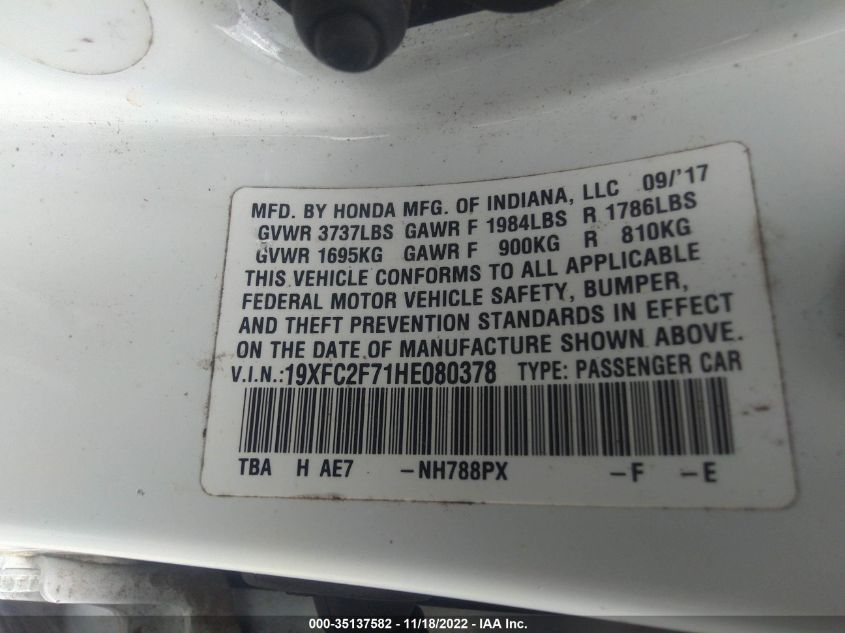 MFD. BY HONDA MFG. OF INDIANA, LLC 09/'17
GVWR 3737LBS GAWR F 1984LBS R 1786LBS
GVWR 1695KG GAWR F 900KG R 810KG
THIS VEHICLE CONFORMS TO ALL APPLICABLE
FEDERAL MOTOR VEHICLE SAFETY, BUMPER,
AND THEFT PREVENTION STANDARDS IN EFFECT
ON THE DATE OF MANUFACTURE SHOWN ABOVE.
V.I.N.:19XFC2F71HE080378 TYPE: PASSENGER CAR
TBA H AE7 -NH788PX -F -E
000-35137582 - 11/18/2022 - IAA Inc.